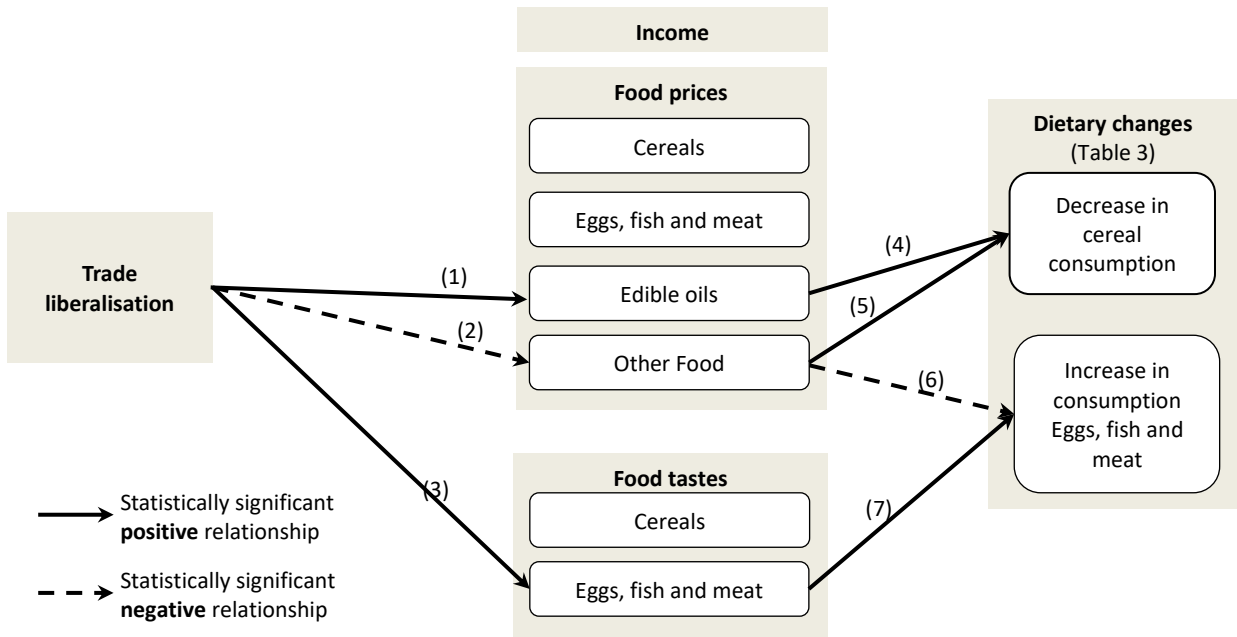 Income
Food prices
Cereals
Eggs, fish and meat
Edible oils
Other Food
Dietary changes
(Table 3)
Decrease in
cereal
consumption
Increase in
consumption
Eggs, fish and
meat
Trade
liberalisation
(1)
(2)
(3)
(4)
(5)
(6)
(7)
Food tastes
Cereals
Eggs, fish and meat
Statistically significant
positive relationship
Statistically significant
negative relationship